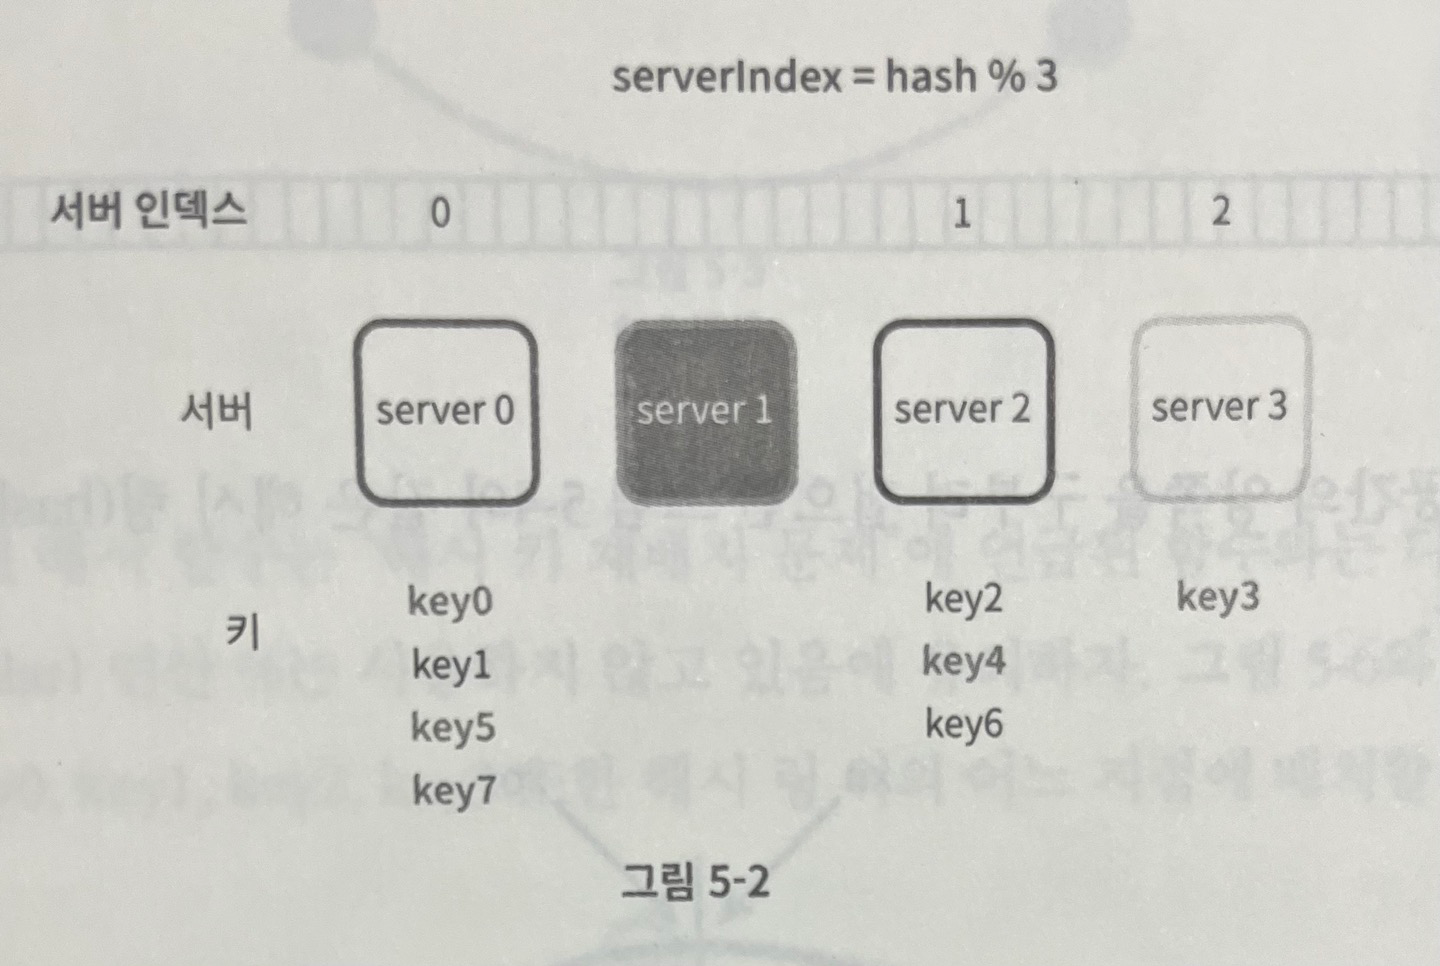 serverIndex = hash % 3
서버 인덱스 0 1 2
서버 server 0 server 1 server 2 server 3
키 key0 key2 key3
key1 key4
key5 key6
key7
그림 5-2